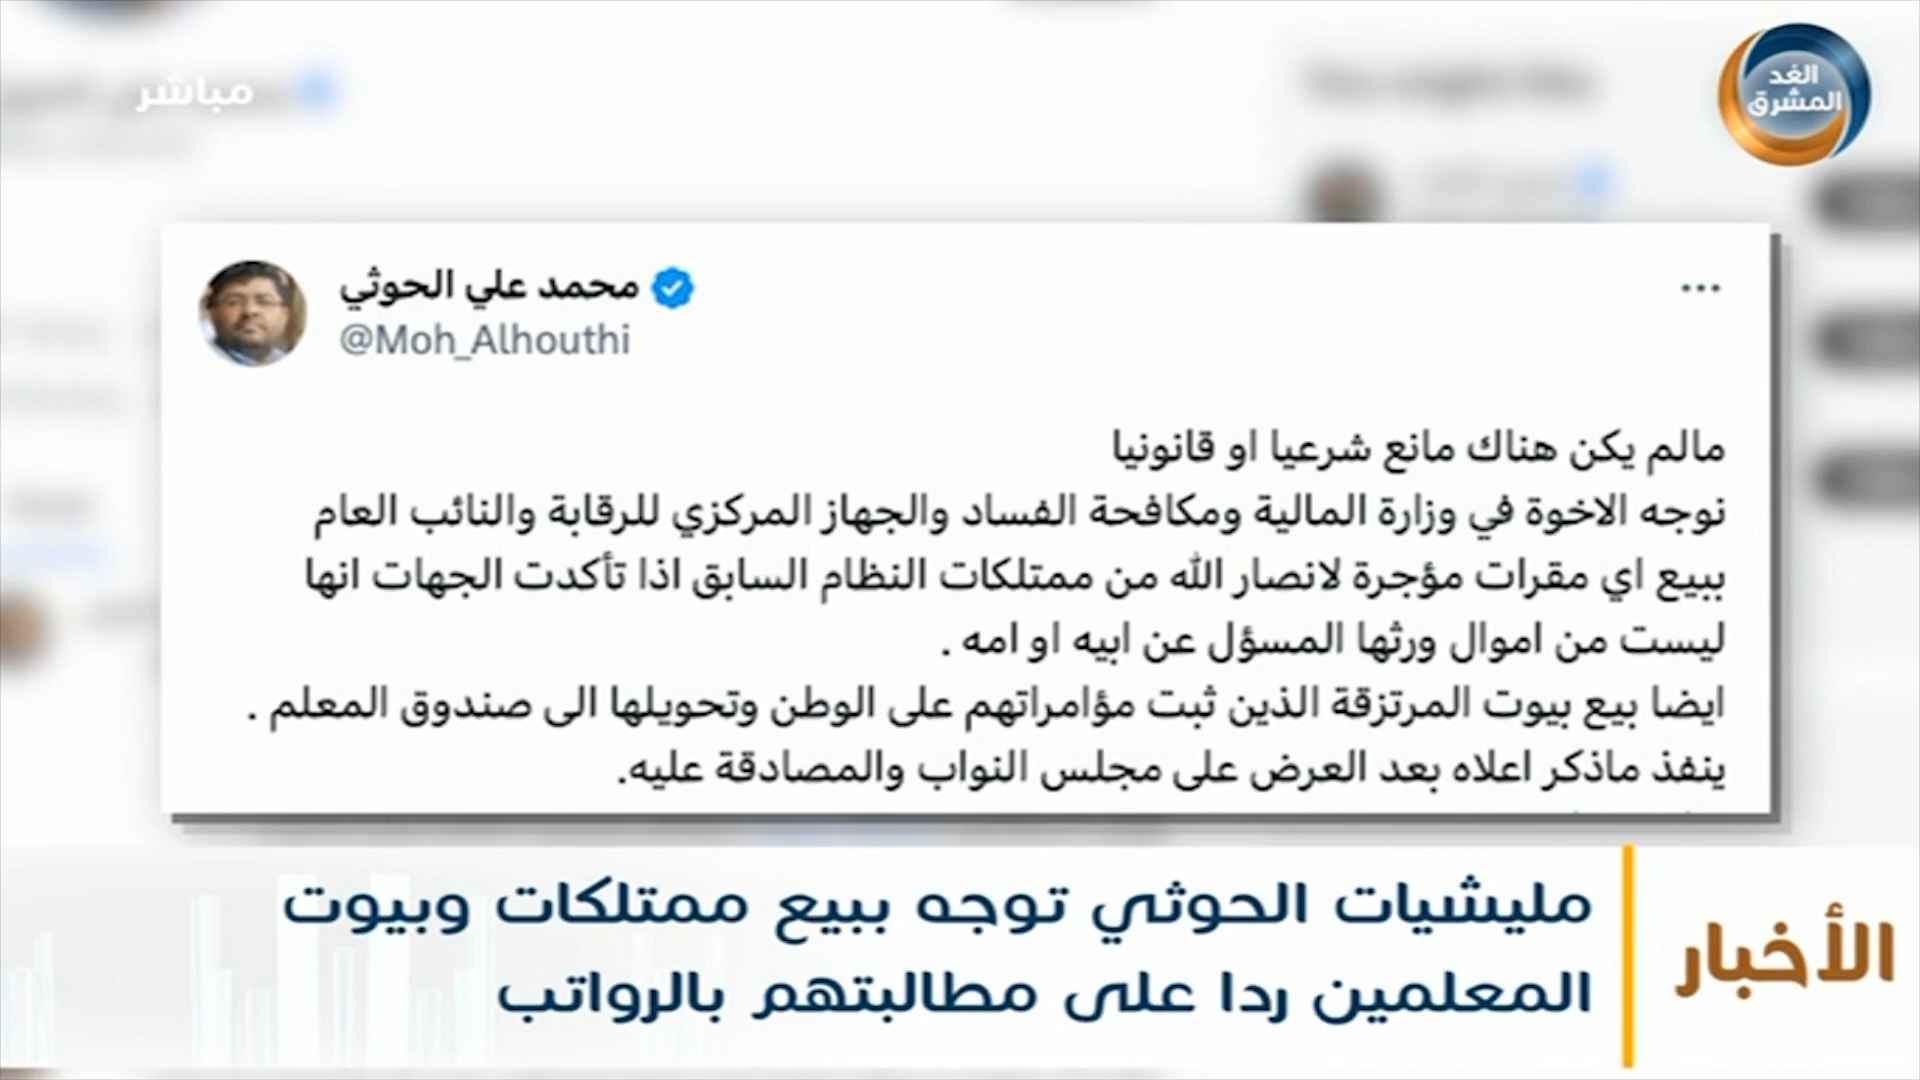 مباشر
الغد
المشرق
محمد علي الحوثي
@Moh_Alhouthi
مالم يكن هناك مانع شرعيا او قانونيا
نوجه الاخوة في وزارة المالية ومكافحة الفساد والجهاز المركزي للرقابة والنائب العام
ببيع اي مقرات مؤجرة لانصار الله من ممتلكات النظام السابق اذا تأكدت الجهات انها
ليست من اموال ورثها المسؤل عن ابيه او امه .
ايضا بيع بيوت المرتزقة الذين ثبت مؤامراتهم على الوطن وتحويلها الى صندوق المعلم .
ينفذ ماذكر اعلاه بعد العرض على مجلس النواب والمصادقة عليه.
الأخبار
مليشيات الحوثي توجه ببيع ممتلكات وبيوت
المعلمين ردا على مطالبتهم بالرواتب